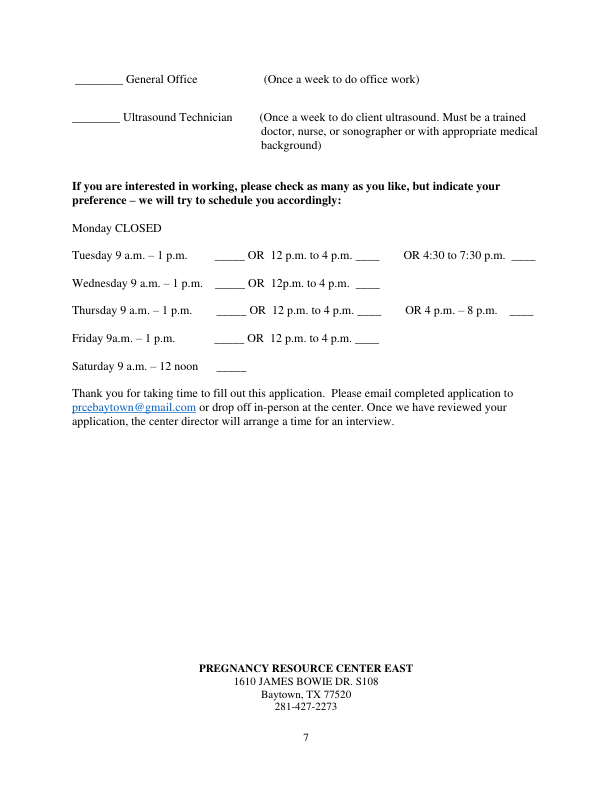 ________ General Office (Once a week to do office work)
________ Ultrasound Technician (Once a week to do client ultrasound. Must be a trained
doctor, nurse, or sonographer or with appropriate medical
background)
If you are interested in working, please check as many as you like, but indicate your
preference – we will try to schedule you accordingly:
Monday CLOSED
Tuesday 9 a.m. – 1 p.m. _____ OR 12 p.m. to 4 p.m. ____ OR 4:30 to 7:30 p.m. ____
Wednesday 9 a.m. – 1 p.m. _____ OR 12p.m. to 4 p.m. ____
Thursday 9 a.m. – 1 p.m. _____ OR 12 p.m. to 4 p.m. ____ OR 4 p.m. – 8 p.m. ____
Friday 9a.m. – 1 p.m. _____ OR 12 p.m. to 4 p.m. ____
Saturday 9 a.m. – 12 noon _____
Thank you for taking time to fill out this application. Please email completed application to
prcebaytown@gmail.com or drop off in-person at the center. Once we have reviewed your
application, the center director will arrange a time for an interview.
PREGNANCY RESOURCE CENTER EAST
1610 JAMES BOWIE DR. S108
Baytown, TX 77520
281-427-2273
7